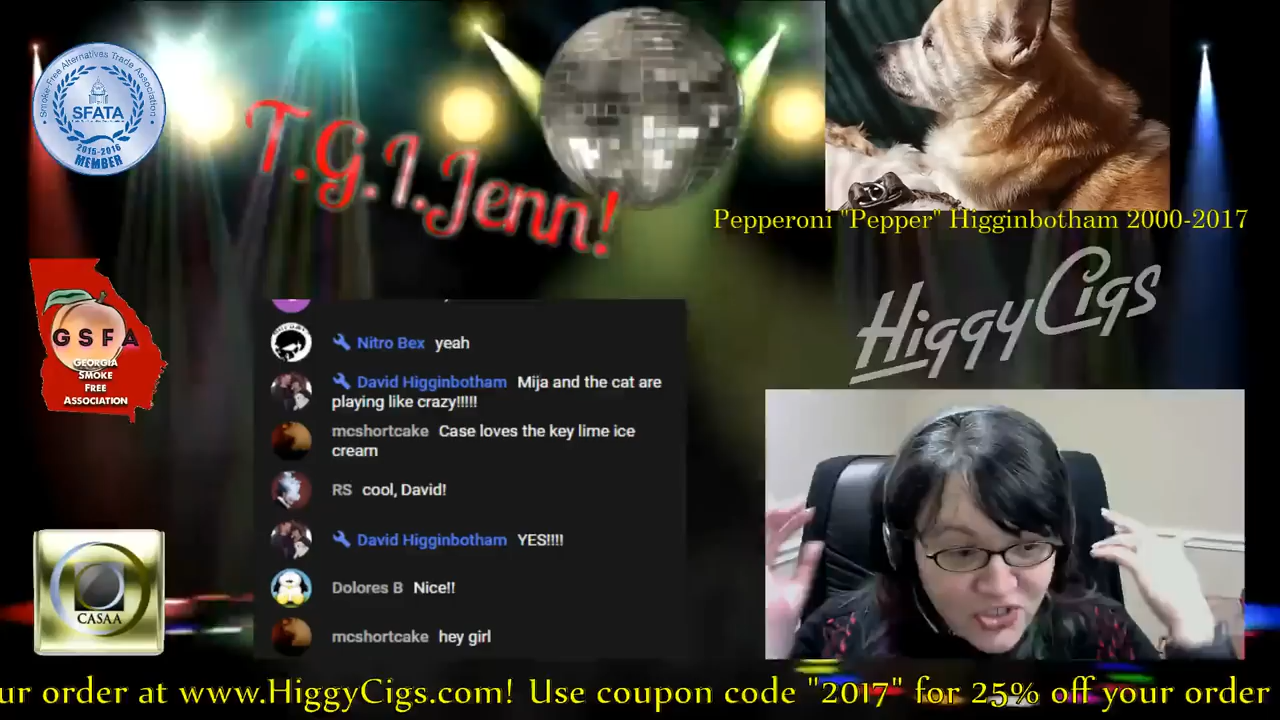 Smoke-Free Alternatives Trade Association
SFATA
2015-2016
MEMBER
T.G.I.Jenn!
Pepperoni "Pepper" Higginbotham 2000-2017
HiggyCigs
GSFA
GEORGIA
SMOKE
FREE
ASSOCIATION
Nitro Bex yeah
David Higginbotham Mija and the cat are
playing like crazy!!!!!
mcshortcake Case loves the key lime ice
cream
RS cool, David!
David Higginbotham YES!!!!
Dolores B Nice!!
mcshortcake hey girl
CASAA
ur order at www.HiggyCigs.com! Use coupon code "2017" for 25% off your order